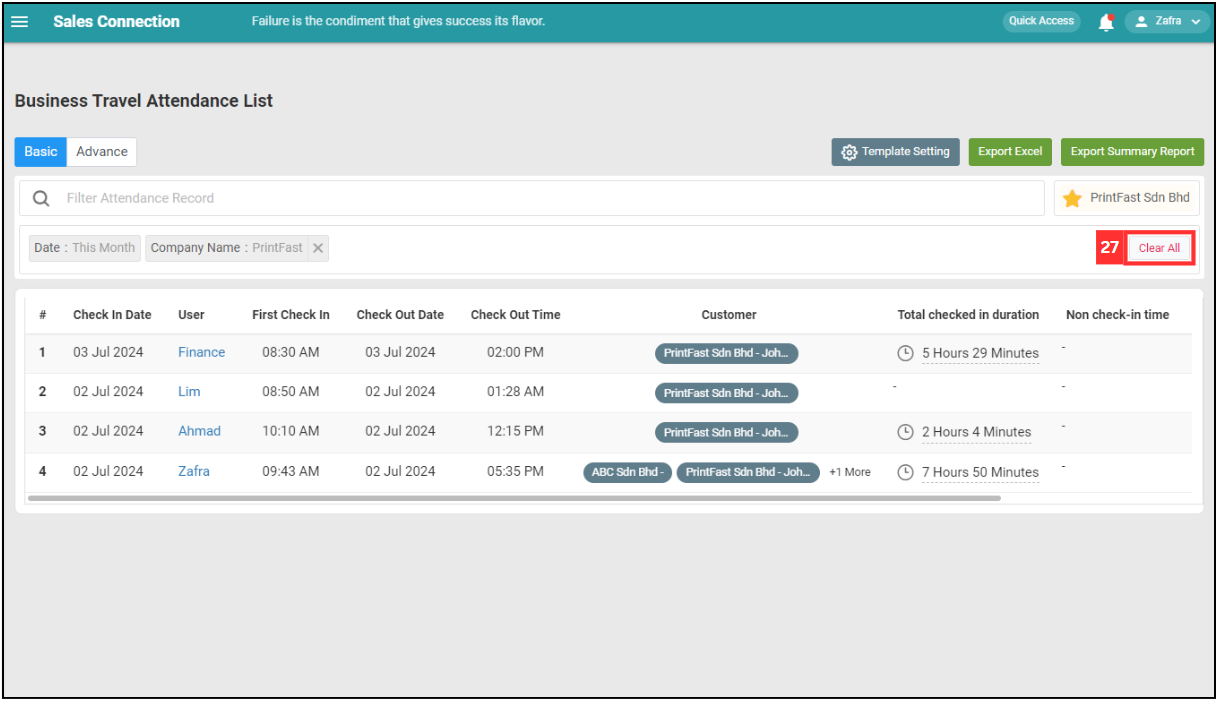 Sales Connection Failure is the condiment that gives success its flavor. Quick Access Zafra
Business Travel Attendance List
Basic Advance Template Setting Export Excel Export Summary Report
Filter Attendance Record PrintFast Sdn Bhd
Date : This Month Company Name : PrintFast 27 Clear All
# Check In Date User First Check In Check Out Date Check Out Time Customer Total checked in duration Non check-in time
1 03 Jul 2024 Finance 08:30 AM 03 Jul 2024 02:00 PM PrintFast Sdn Bhd - Joh... 5 Hours 29 Minutes -
2 02 Jul 2024 Lim 08:50 AM 02 Jul 2024 01:28 AM PrintFast Sdn Bhd - Joh... - -
3 02 Jul 2024 Ahmad 10:10 AM 02 Jul 2024 12:15 PM PrintFast Sdn Bhd - Joh... 2 Hours 4 Minutes -
4 02 Jul 2024 Zafra 09:43 AM 02 Jul 2024 05:35 PM ABC Sdn Bhd - PrintFast Sdn Bhd - Joh... +1 More 7 Hours 50 Minutes -